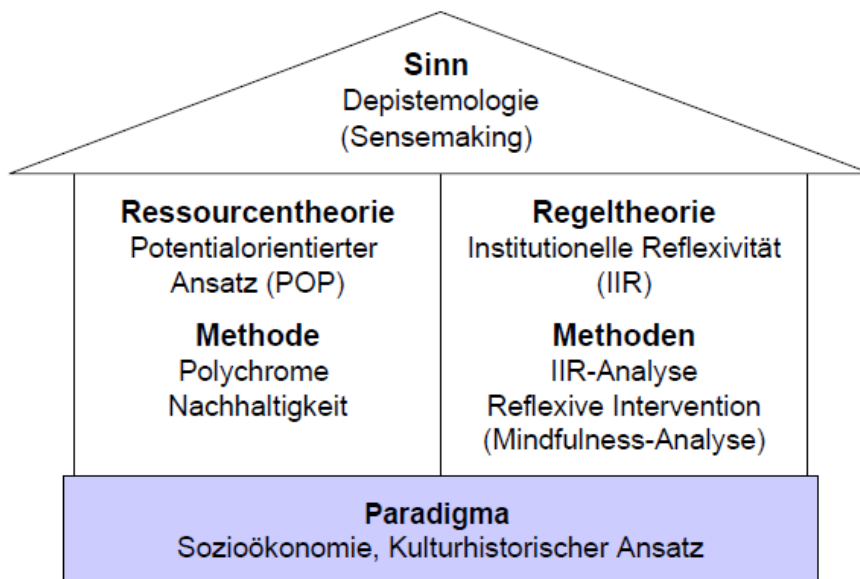 Sinn
Depistemologie
(Sensemaking)
Ressourcentheorie
Potentialorientierter
Ansatz (POP)
Methode
Polychrome
Nachhaltigkeit
Regeltheorie
Institutionelle Reflexivität
(IIR)
Methoden
IIR-Analyse
Reflexive Intervention
(Mindfulness-Analyse)
Paradigma
Sozioökonomie, Kulturhistorischer Ansatz